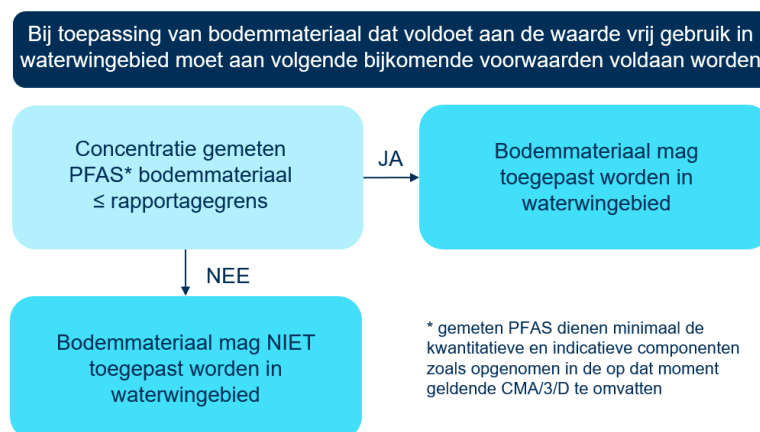 Bij toepassing van bodemmateriaal dat voldoet aan de waarde vrij gebruik in
waterwingebied moet aan volgende bijkomende voorwaarden voldaan worden
Concentratie gemeten
PFAS* bodemmateriaal
≤ rapportagegrens
JA
Bodemmateriaal mag
toegepast worden in
waterwingebied
NEE
Bodemmateriaal mag NIET
toegepast worden in
waterwingebied
* gemeten PFAS dienen minimaal de
kwantitatieve en indicatieve componenten
zoals opgenomen in de op dat moment
geldende CMA/3/D te omvatten